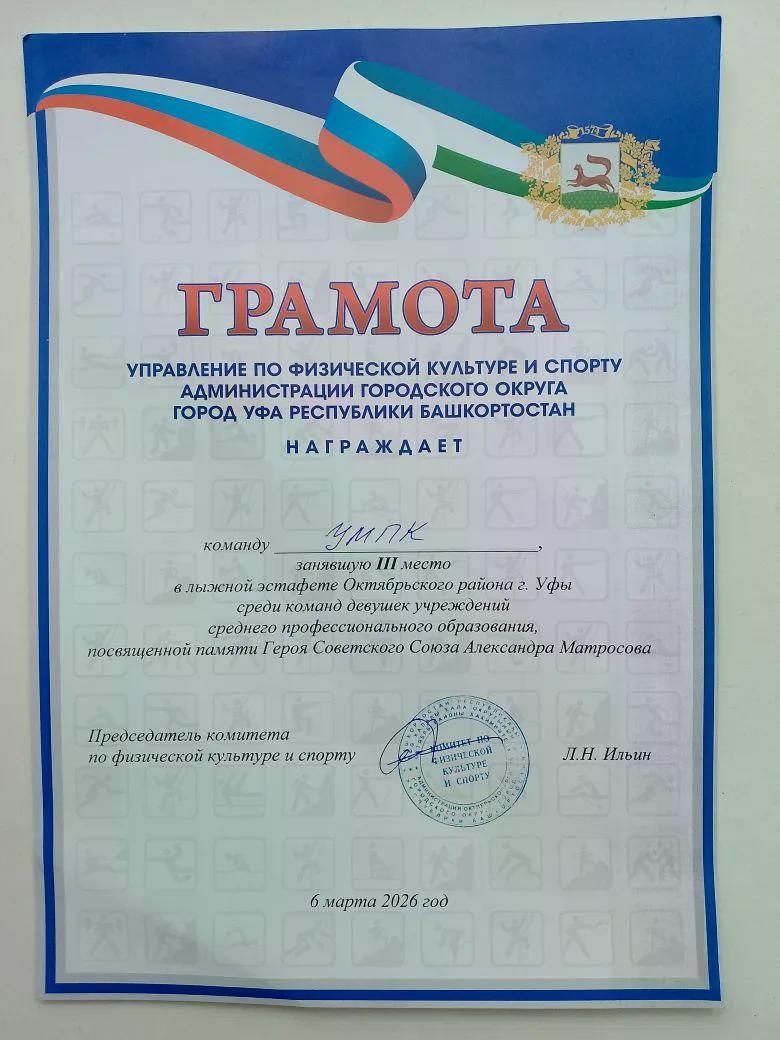 1574
ГРАМОТА
УПРАВЛЕНИЕ ПО ФИЗИЧЕСКОЙ КУЛЬТУРЕ И СПОРТУ
АДМИНИСТРАЦИИ ГОРОДСКОГО ОКРУГА
ГОРОД УФА РЕСПУБЛИКИ БАШКОРТОСТАН
НАГРАЖДАЕТ
команду УМПК,
занявшую III место
в лыжной эстафете Октябрьского района г. Уфы
среди команд девушек учреждений
среднего профессионального образования,
посвященной памяти Героя Советского Союза Александра Матросова
Председатель комитета
по физической культуре и спорту
Л.Н. Ильин
КОМИТЕТ ПО
ФИЗИЧЕСКОЙ
КУЛЬТУРЕ
И СПОРТУ
6 марта 2026 год